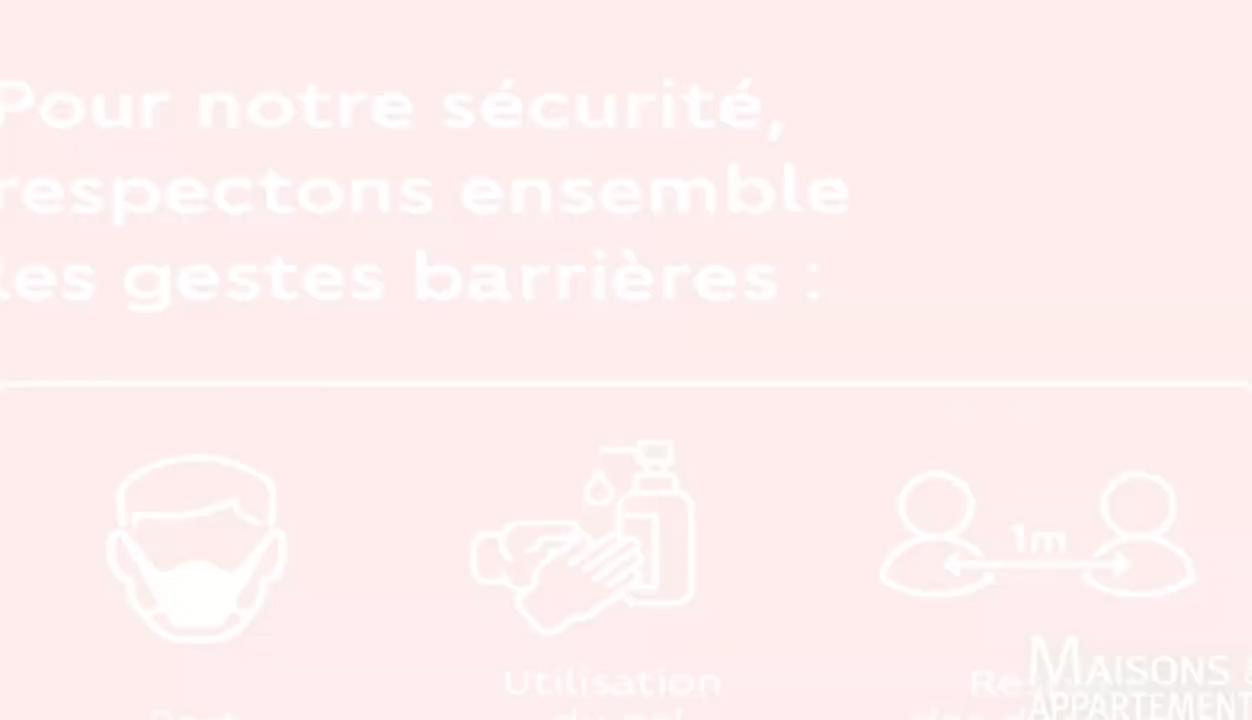 Pour notre sécurité,
respectons ensemble
les gestes barrières :
1m
Utilisation
MAISONS &
APPARTEMENT